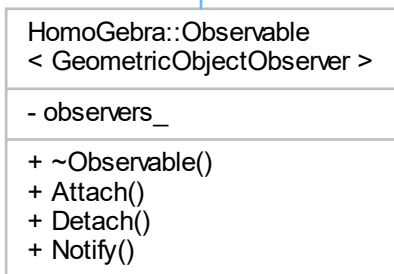 HomoGebra::Observable
< GeometricObjectObserver >
- observers_
+ ~Observable()
+ Attach()
+ Detach()
+ Notify()